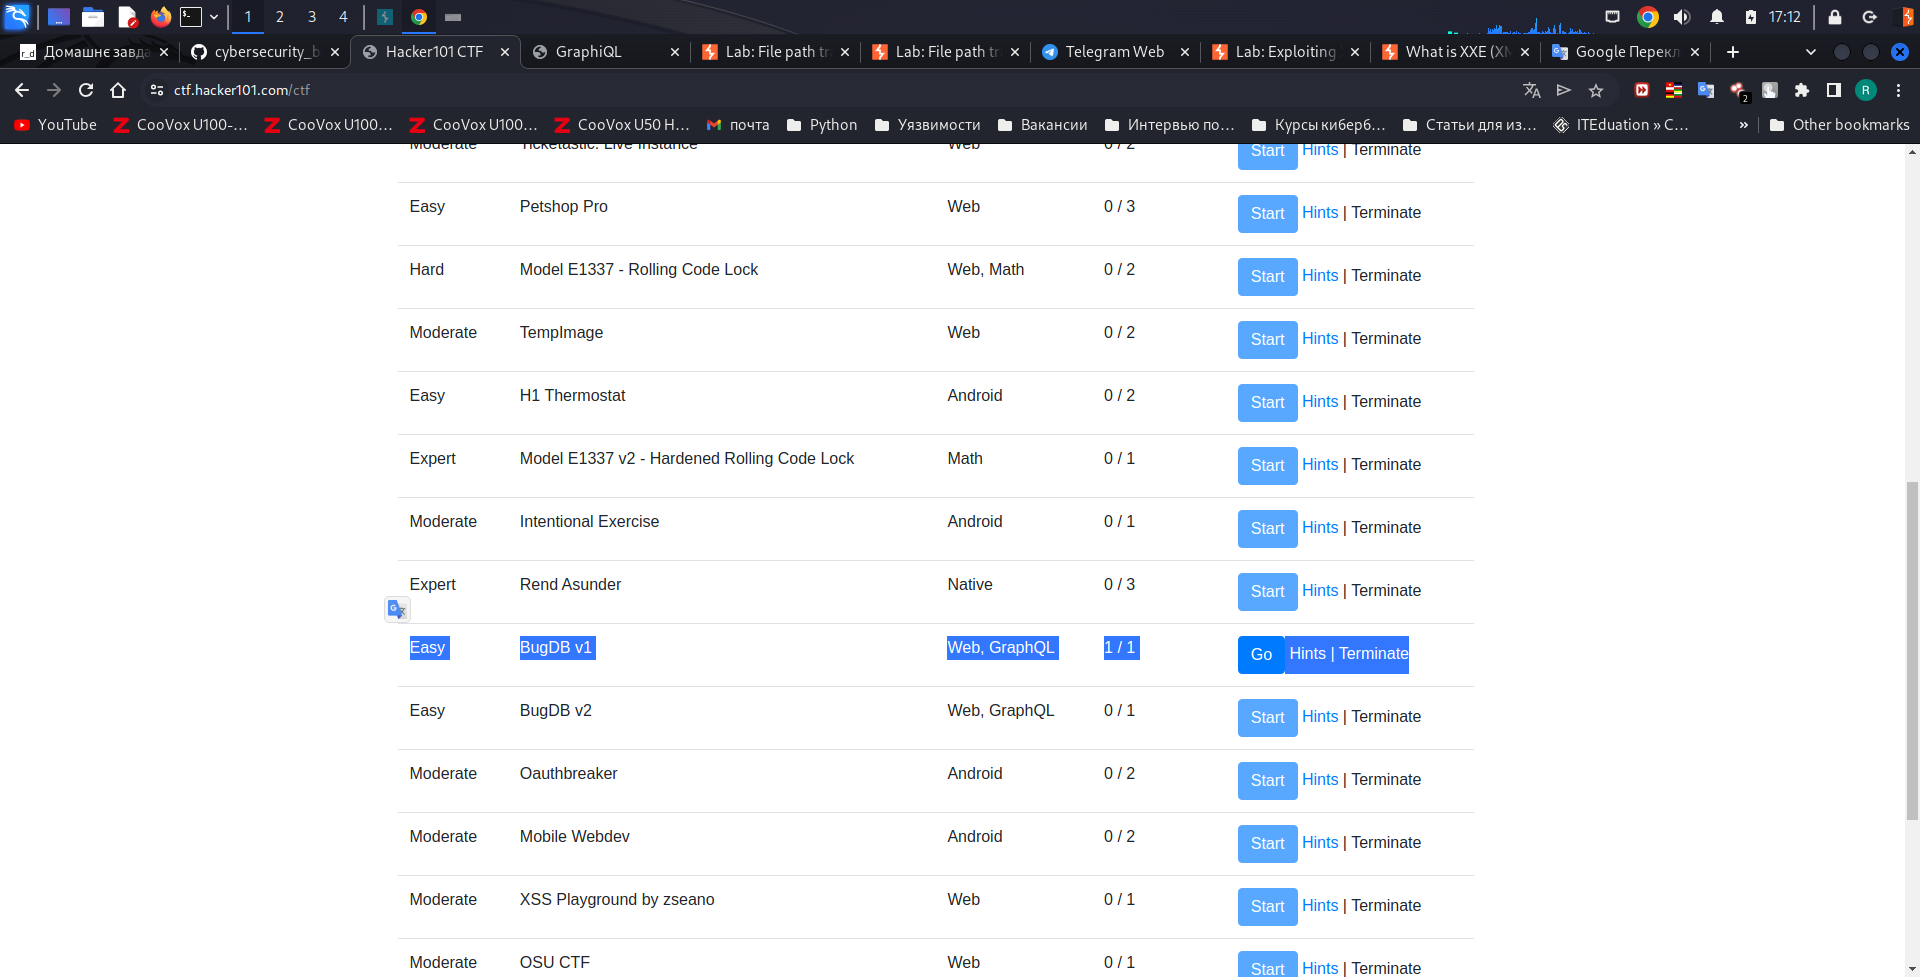 1 2 3 4 17:12
Домашнє завда cybersecurity_b Hacker101 CTF GraphiQL Lab: File path tra Lab: File path tra Telegram Web Lab: Exploiting What is XXE (XM Google Перекл
ctf.hacker101.com/ctf 2 R
YouTube CooVox U100-... CooVox U100... CooVox U100... CooVox U50 H... почта Python Уязвимости Вакансии Интервью по... Курсы киберб... Статьи для из... ITEduation » C... » Other bookmarks
Moderate Ticketastic: Live Instance Web 0 / 2 Start Hints | Terminate
Easy Petshop Pro Web 0 / 3 Start Hints | Terminate
Hard Model E1337 - Rolling Code Lock Web, Math 0 / 2 Start Hints | Terminate
Moderate TempImage Web 0 / 2 Start Hints | Terminate
Easy H1 Thermostat Android 0 / 2 Start Hints | Terminate
Expert Model E1337 v2 - Hardened Rolling Code Lock Math 0 / 1 Start Hints | Terminate
Moderate Intentional Exercise Android 0 / 1 Start Hints | Terminate
Expert Rend Asunder Native 0 / 3 Start Hints | Terminate
Easy BugDB v1 Web, GraphQL 1 / 1 Go Hints | Terminate
Easy BugDB v2 Web, GraphQL 0 / 1 Start Hints | Terminate
Moderate Oauthbreaker Android 0 / 2 Start Hints | Terminate
Moderate Mobile Webdev Android 0 / 2 Start Hints | Terminate
Moderate XSS Playground by zseano Web 0 / 1 Start Hints | Terminate
Moderate OSU CTF Web 0 / 1 Start Hints | Terminate